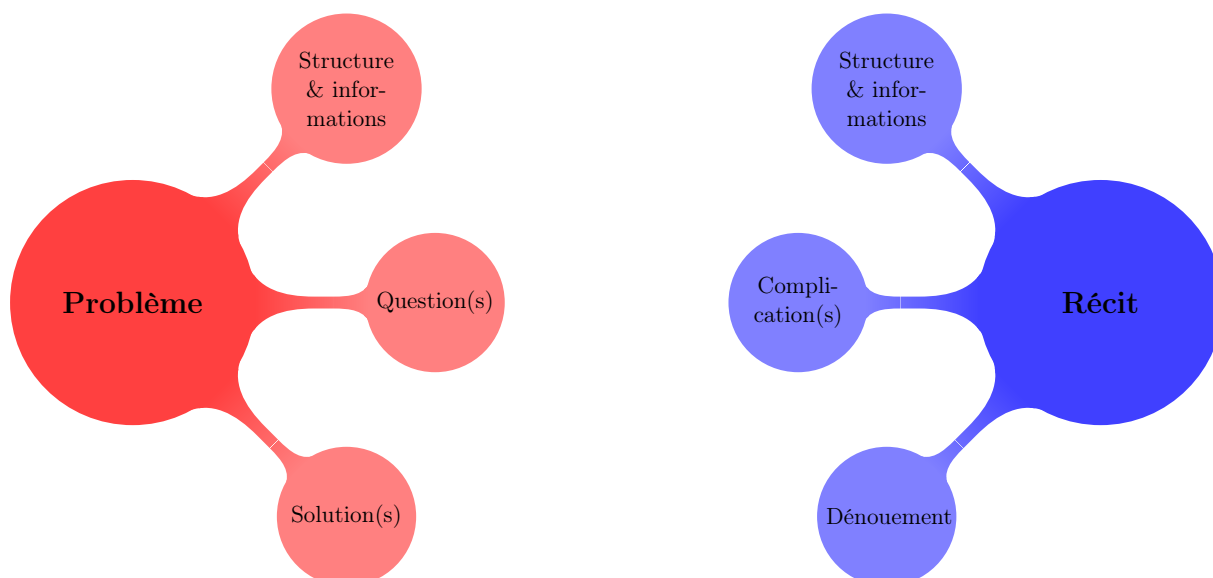 Structure
& infor-
mations
Problème
Question(s)
Solution(s)
Structure
& infor-
mations
Compli-
cation(s)
Récit
Dénouement